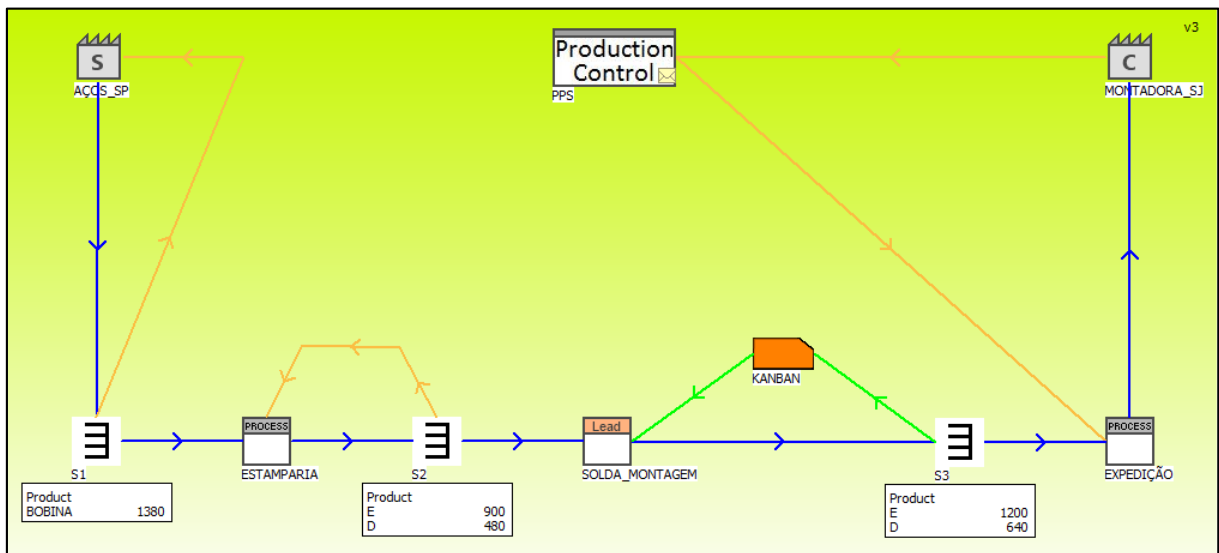 v3
S
AÇOS_SP
Production
Control
PPS
C
MONTADORA_SJ
KANBAN
S1
Product
BOBINA 1380
PROCESS
ESTAMPARIA
S2
Product
E 900
D 480
Lead
SOLDA_MONTAGEM
S3
Product
E 1200
D 640
PROCESS
EXPEDIÇÃO